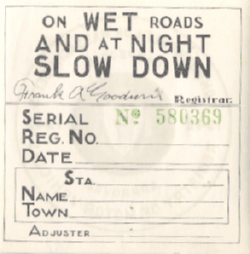 ON WET ROADS
AND AT NIGHT
SLOW DOWN
Frank A Goodwin Registrar.
SERIAL Nº 580369
REG. NO.
DATE
STA.
NAME
TOWN
ADJUSTER